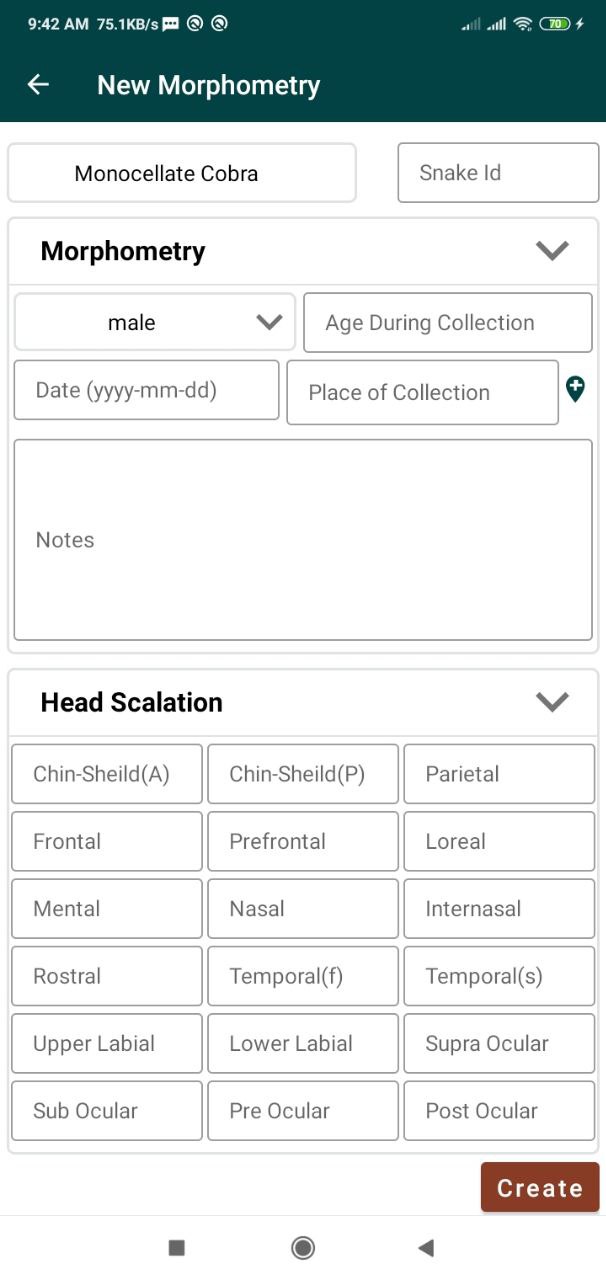 9:42 AM 75.1KB/s 70
New Morphometry
Monocellate Cobra Snake Id
Morphometry
male Age During Collection
Date (yyyy-mm-dd) Place of Collection
Notes
Head Scalation
Chin-Sheild(A) Chin-Sheild(P) Parietal
Frontal Prefrontal Loreal
Mental Nasal Internasal
Rostral Temporal(f) Temporal(s)
Upper Labial Lower Labial Supra Ocular
Sub Ocular Pre Ocular Post Ocular
Create